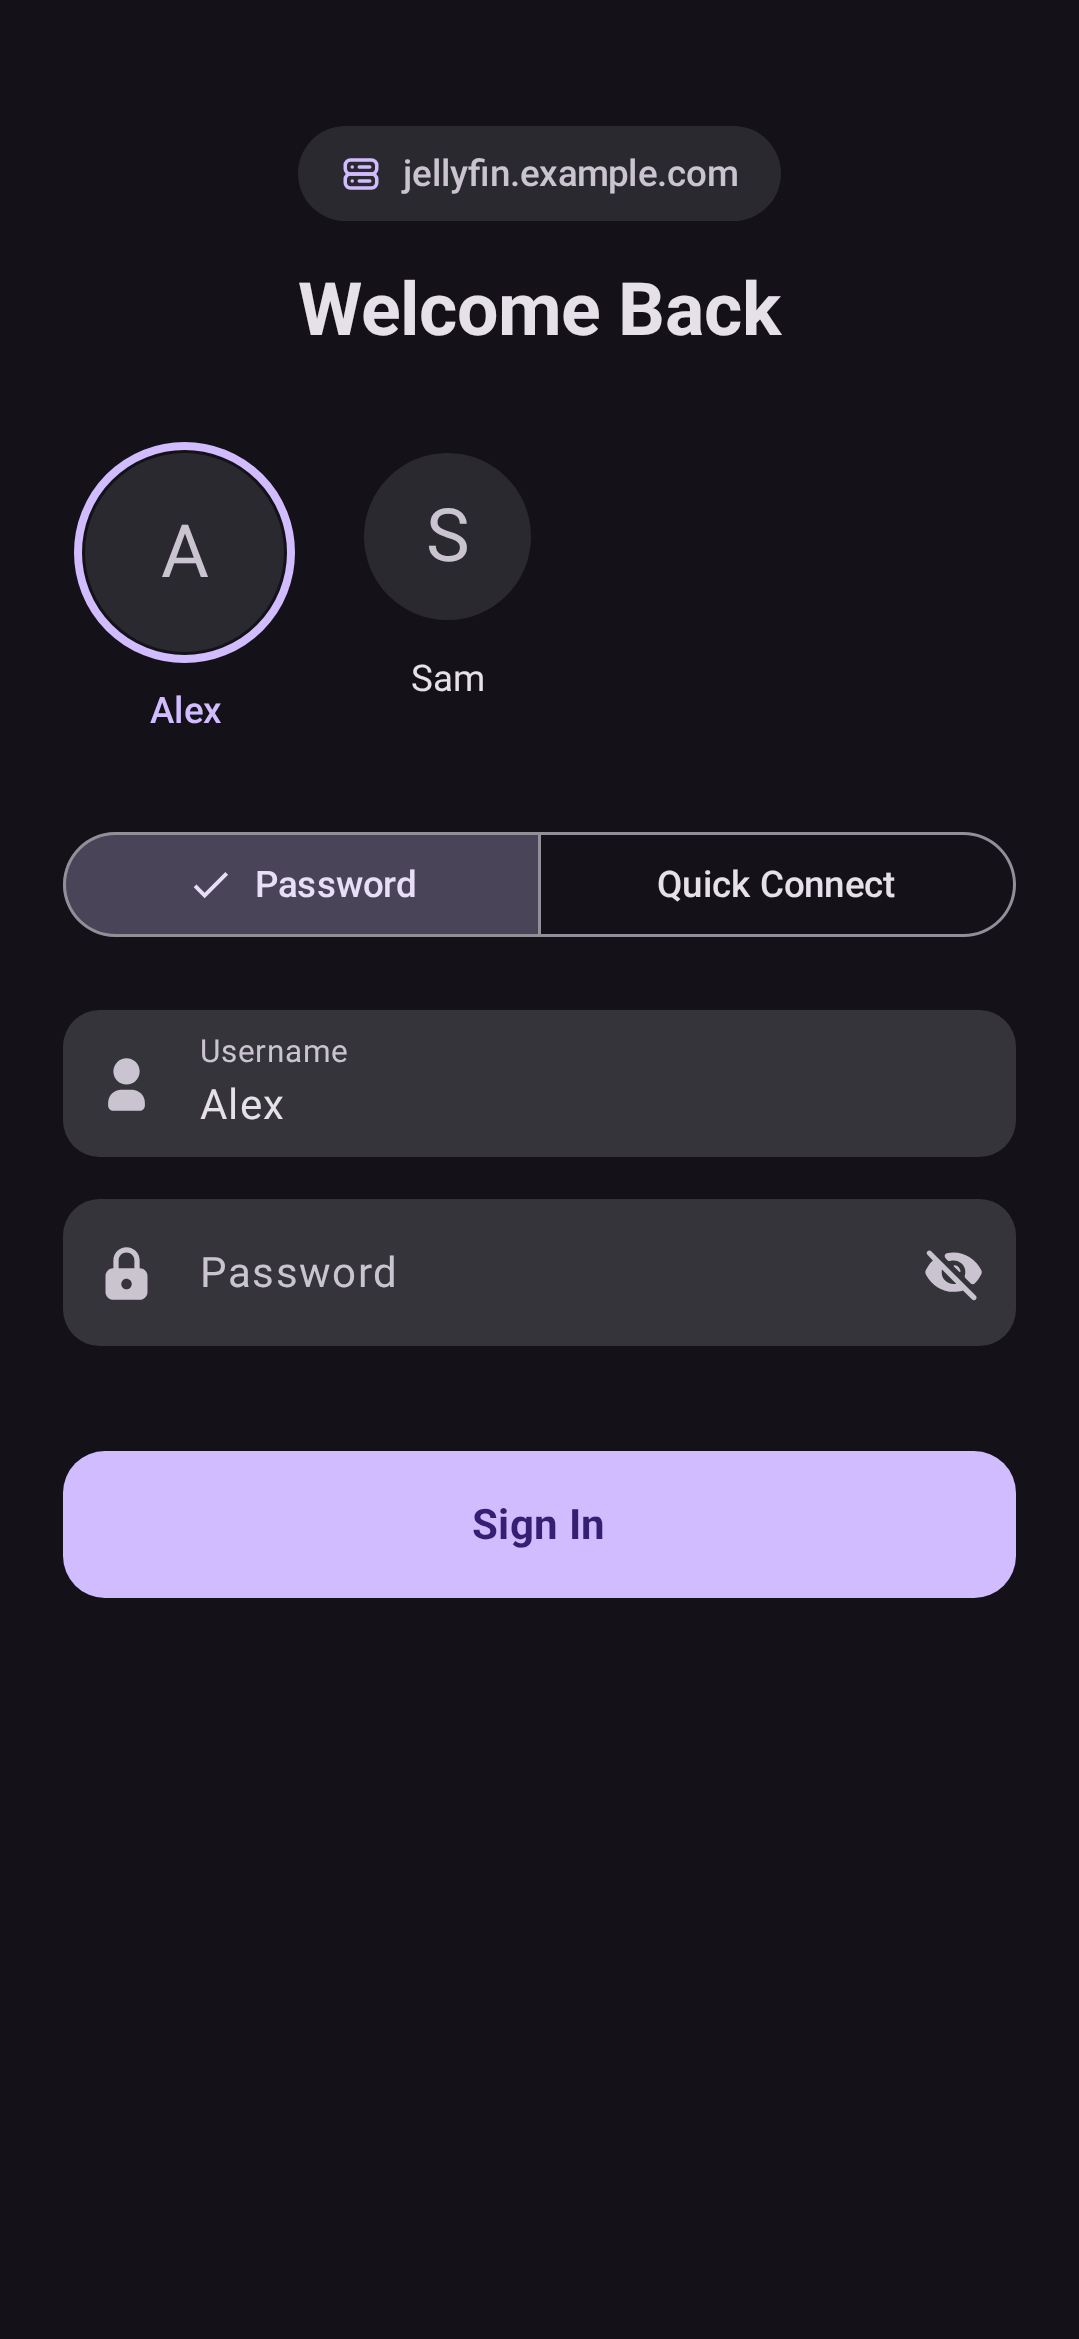 jellyfin.example.com
Welcome Back
A
S
Alex
Sam
Password
Quick Connect
Username
Alex
Password
Sign In